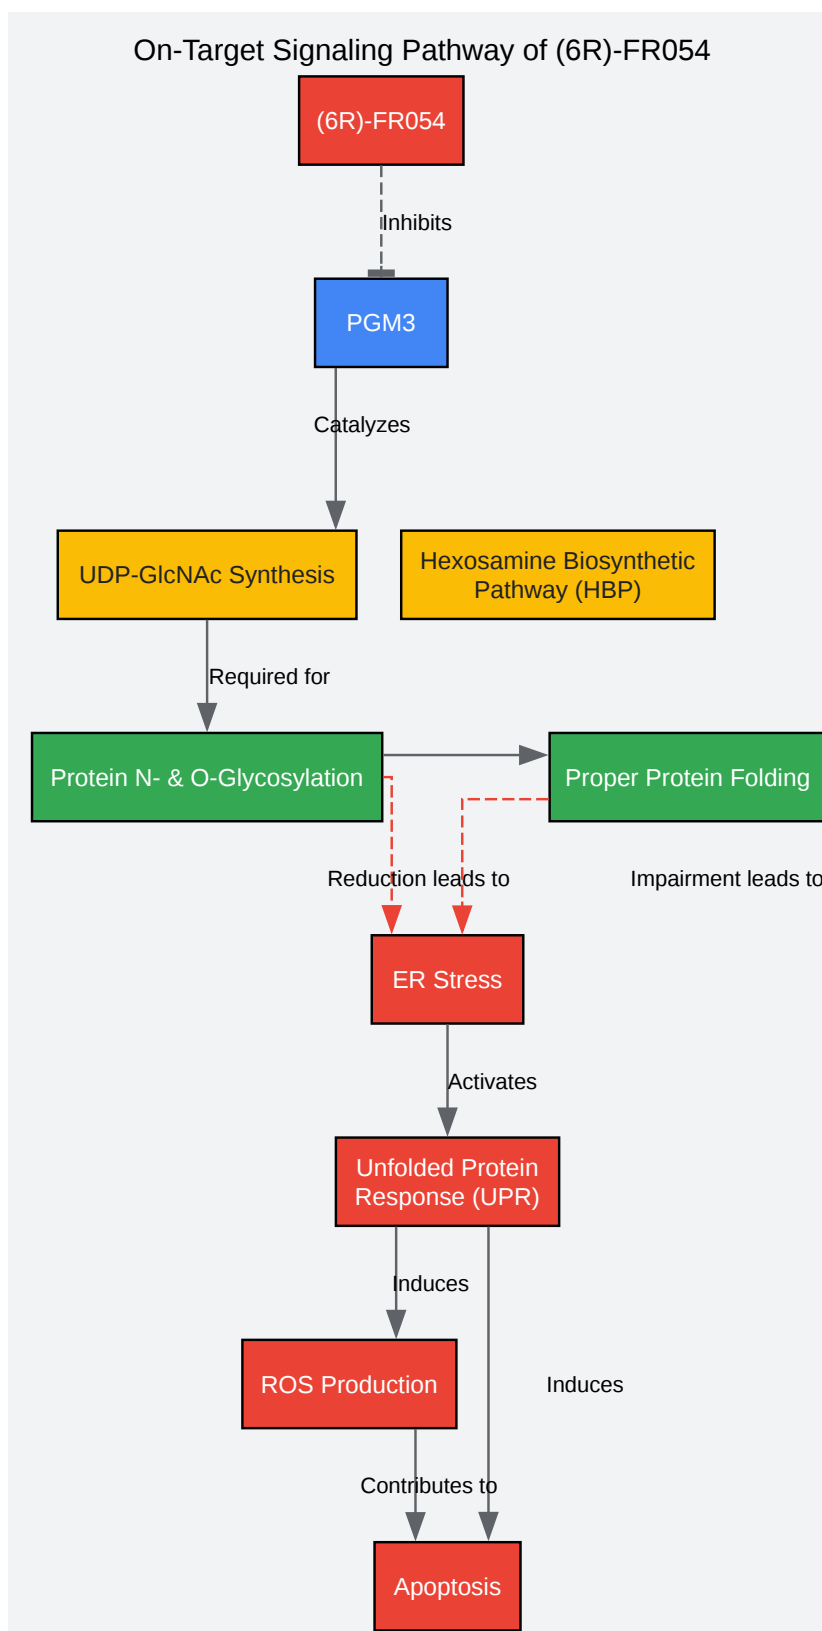 On-Target Signaling Pathway of (6R)-FR054
(6R)-FR054
Inhibits
PGM3
Catalyzes
UDP-GlcNAc Synthesis
Hexosamine Biosynthetic
Pathway (HBP)
Required for
Protein N- & O-Glycosylation
Proper Protein Folding
Reduction leads to
Impairment leads to
ER Stress
Activates
Unfolded Protein
Response (UPR)
Induces
ROS Production
Induces
Contributes to
Apoptosis